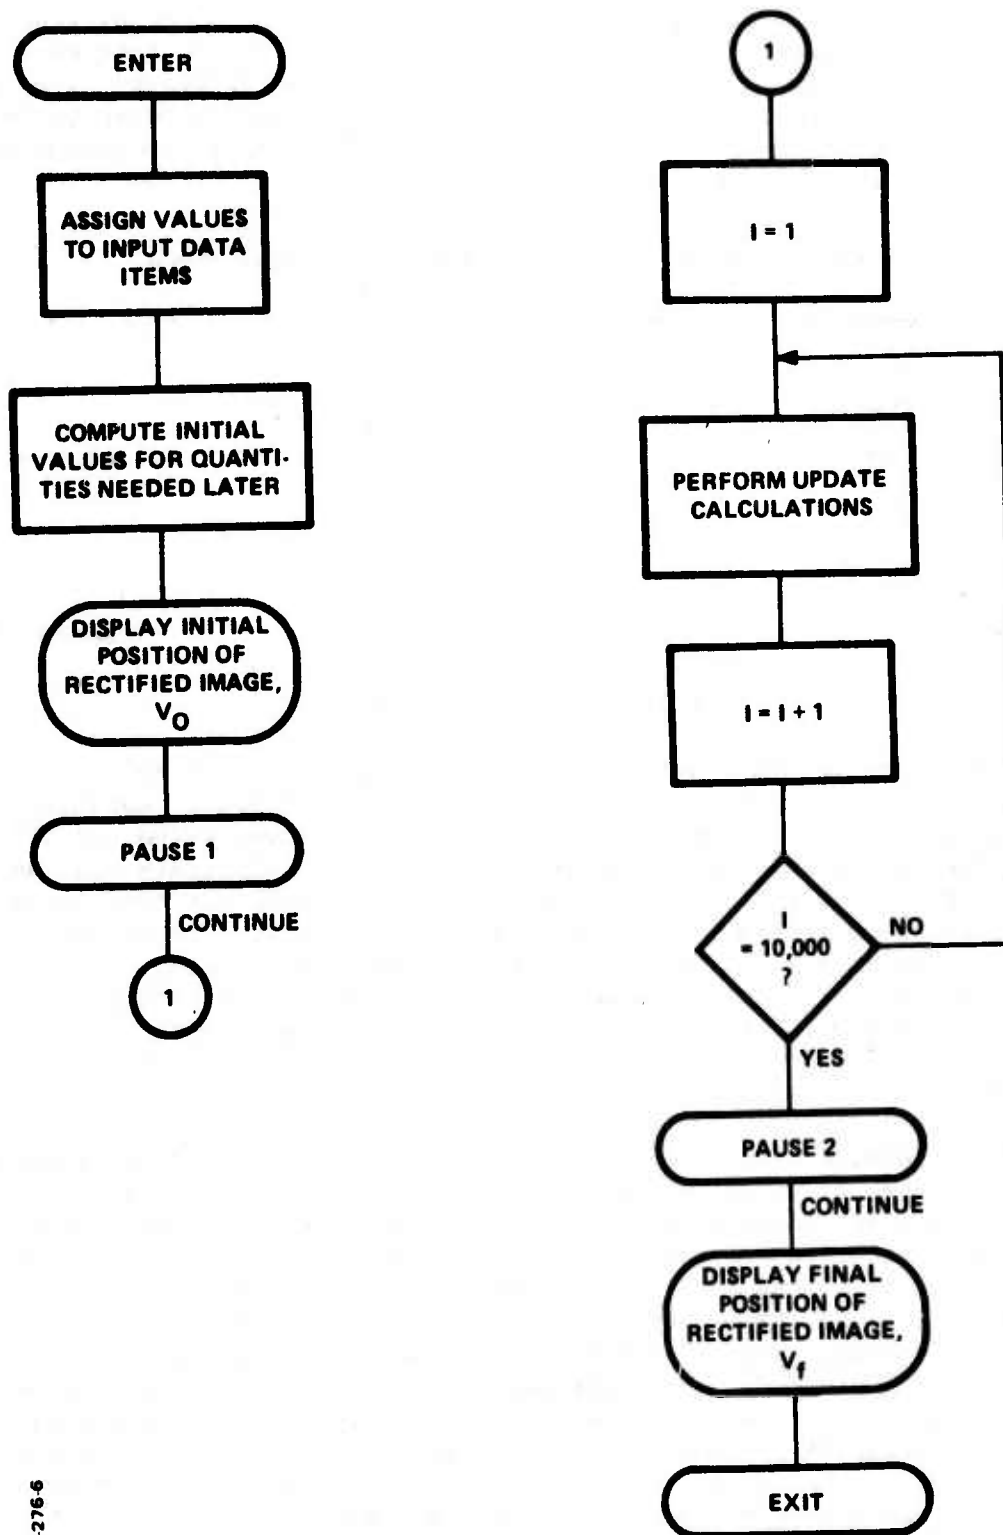 ENTER
ASSIGN VALUES
TO INPUT DATA
ITEMS
COMPUTE INITIAL
VALUES FOR QUANTI-
TIES NEEDED LATER
DISPLAY INITIAL
POSITION OF
RECTIFIED IMAGE,
V₀
PAUSE 1
CONTINUE
1
1
I = 1
PERFORM UPDATE
CALCULATIONS
I = I + 1
I
= 10,000
?
NO
YES
PAUSE 2
CONTINUE
DISPLAY FINAL
POSITION OF
RECTIFIED IMAGE,
V_f
EXIT
-276-6